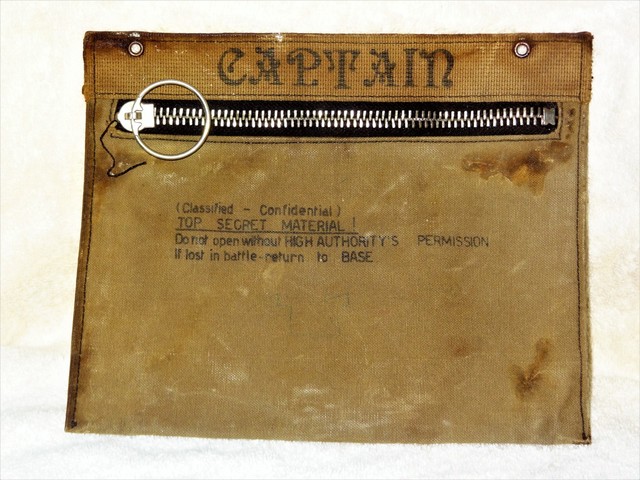 CAPTAIN
(Classified - Confidential)
TOP SECRET MATERIAL!
Do not open without HIGH AUTHORITY'S PERMISSION
If lost in battle-return to BASE